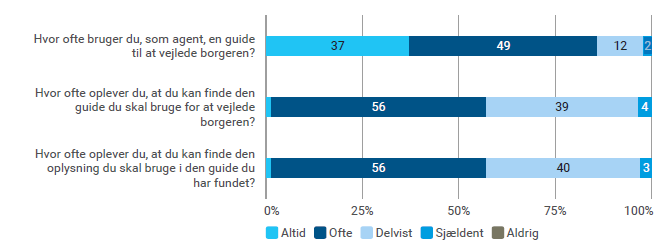 Hvor ofte bruger du, som agent, en guide
til at vejlede borgeren?
37 49 12 2
Hvor ofte oplever du, at du kan finde den
guide du skal bruge for at vejlede
borgeren?
56 39 4
Hvor ofte oplever du, at du kan finde den
oplysning du skal bruge i den guide du
har fundet?
56 40 3
0% 25% 50% 75% 100%
Altid Ofte Delvist Sjældent Aldrig